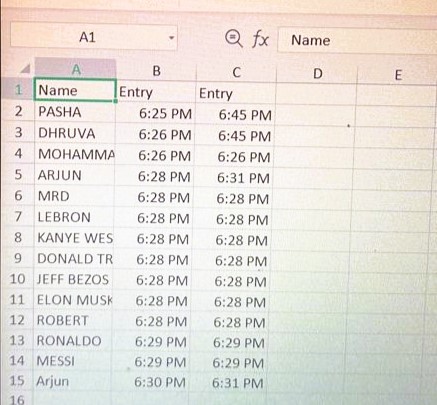 A1 fx Name
A B C D E
1 Name Entry Entry
2 PASHA 6:25 PM 6:45 PM
3 DHRUVA 6:26 PM 6:45 PM
4 MOHAMMA 6:26 PM 6:26 PM
5 ARJUN 6:28 PM 6:31 PM
6 MRD 6:28 PM 6:28 PM
7 LEBRON 6:28 PM 6:28 PM
8 KANYE WES 6:28 PM 6:28 PM
9 DONALD TR 6:28 PM 6:28 PM
10 JEFF BEZOS 6:28 PM 6:28 PM
11 ELON MUSK 6:28 PM 6:28 PM
12 ROBERT 6:28 PM 6:28 PM
13 RONALDO 6:29 PM 6:29 PM
14 MESSI 6:29 PM 6:29 PM
15 Arjun 6:30 PM 6:31 PM
16